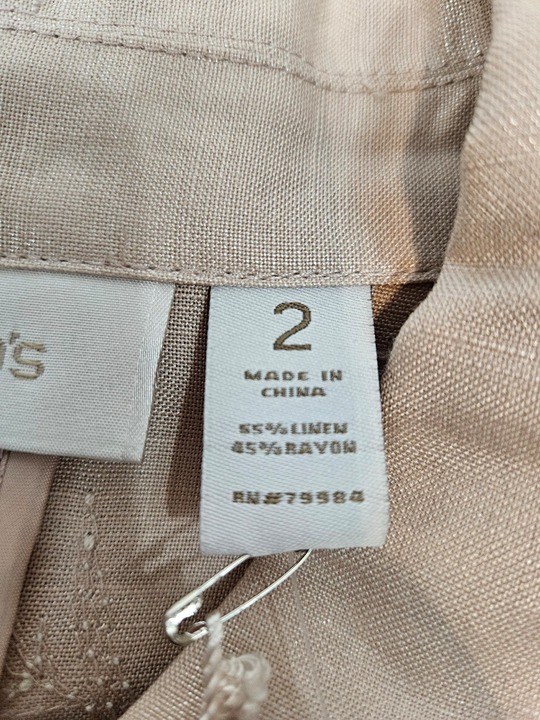 's
2
MADE IN
CHINA
55% LINEN
45% RAYON
RN#79984